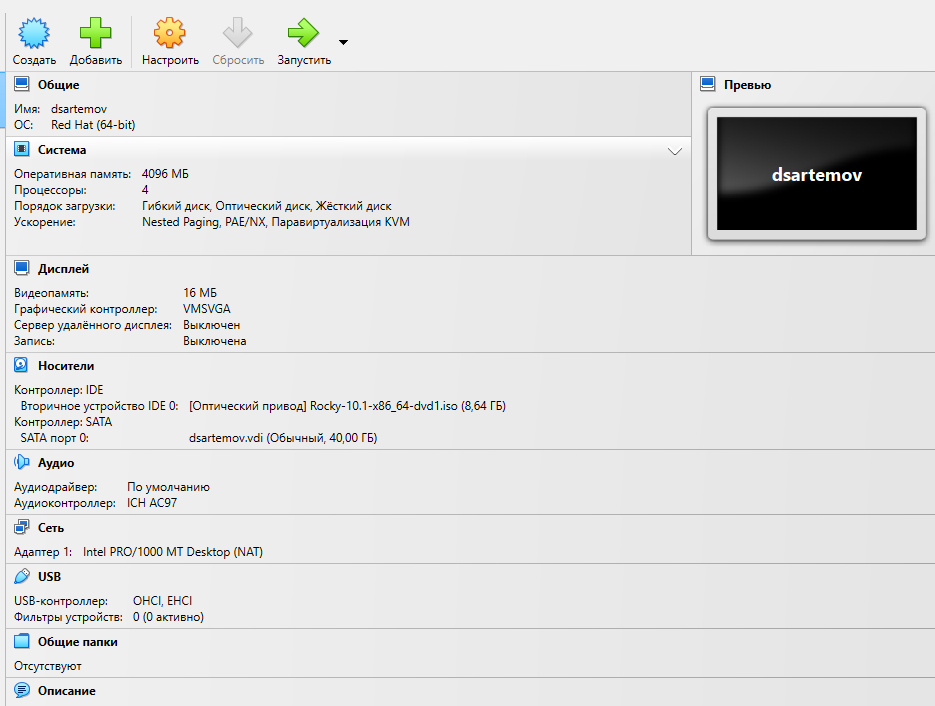 Создать Добавить Настроить Сбросить Запустить
Общие
Имя: dsartemov
ОС: Red Hat (64-bit)
Превью
dsartemov
Система
Оперативная память: 4096 МБ
Процессоры: 4
Порядок загрузки: Гибкий диск, Оптический диск, Жёсткий диск
Ускорение: Nested Paging, PAE/NX, Паравиртуализация KVM
Дисплей
Видеопамять: 16 МБ
Графический контроллер: VMSVGA
Сервер удалённого дисплея: Выключен
Запись: Выключена
Носители
Контроллер: IDE
Вторичное устройство IDE 0: [Оптический привод] Rocky-10.1-x86_64-dvd1.iso (8,64 ГБ)
Контроллер: SATA
SATA порт 0: dsartemov.vdi (Обычный, 40,00 ГБ)
Аудио
Аудиодрайвер: По умолчанию
Аудиоконтроллер: ICH AC97
Сеть
Адаптер 1: Intel PRO/1000 MT Desktop (NAT)
USB
USB-контроллер: OHCI, EHCI
Фильтры устройств: 0 (0 активно)
Общие папки
Отсутствуют
Описание